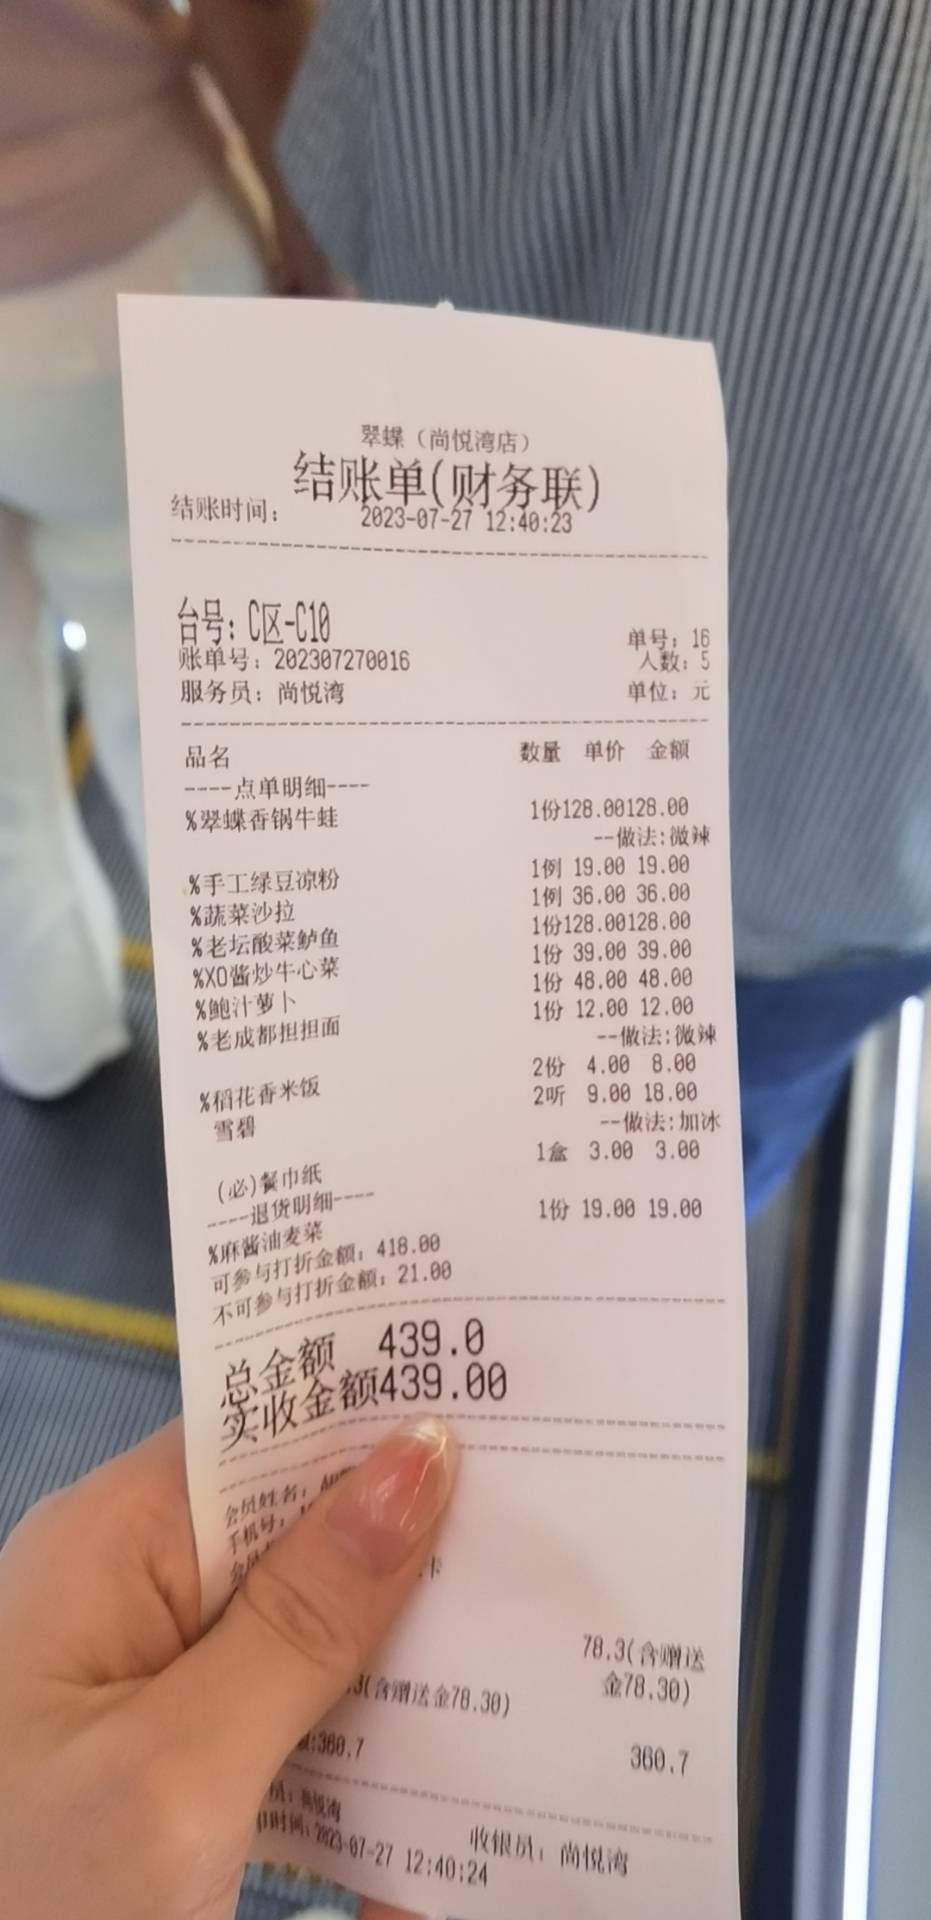 翠蝶（尚悦湾店）
结账单(财务联)
结账时间： 2023-07-27 12:40:23
台号：C区-C10
单号：16
账单号：202307270016 人数：5
服务员：尚悦湾 单位：元
品名 数量 单价 金额
----点单明细----
%翠蝶香锅牛蛙 1份128.00128.00
--做法:微辣
%手工绿豆凉粉 1例 19.00 19.00
%蔬菜沙拉 1例 36.00 36.00
%老坛酸菜鲈鱼 1份128.00128.00
%XO酱炒牛心菜 1份 39.00 39.00
%鲍汁萝卜 1份 48.00 48.00
%老成都担担面 1份 12.00 12.00
--做法:微辣
%稻花香米饭 2份 4.00 8.00
雪碧 2听 9.00 18.00
--做法:加冰
(必)餐巾纸 1盒 3.00 3.00
----退货明细----
%麻酱油麦菜 1份 19.00 19.00
可参与打折金额：418.00
不可参与打折金额：21.00
总金额 439.0
实收金额439.00
会员姓名：
手机号：
卡
78.3(含赠送
金78.30)
(含赠送金78.30)
:360.7 360.7
收银员：尚悦湾
2023-07-27 12:40:24